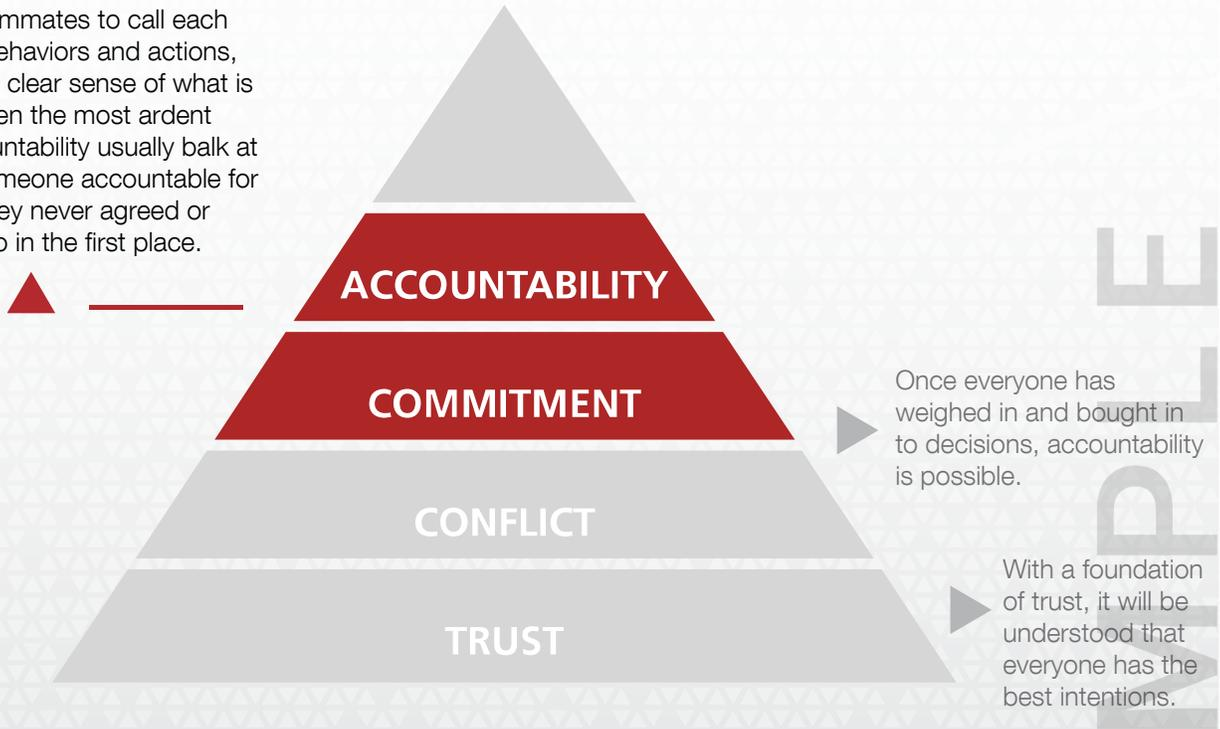 mmates to call each
ehaviors and actions,
clear sense of what is
en the most ardent
untability usually balk at
meone accountable for
ey never agreed or
o in the first place.
ACCOUNTABILITY
COMMITMENT
Once everyone has
weighed in and bought in
to decisions, accountability
is possible.
CONFLICT
With a foundation
of trust, it will be
understood that
everyone has the
best intentions.
TRUST
MPLE